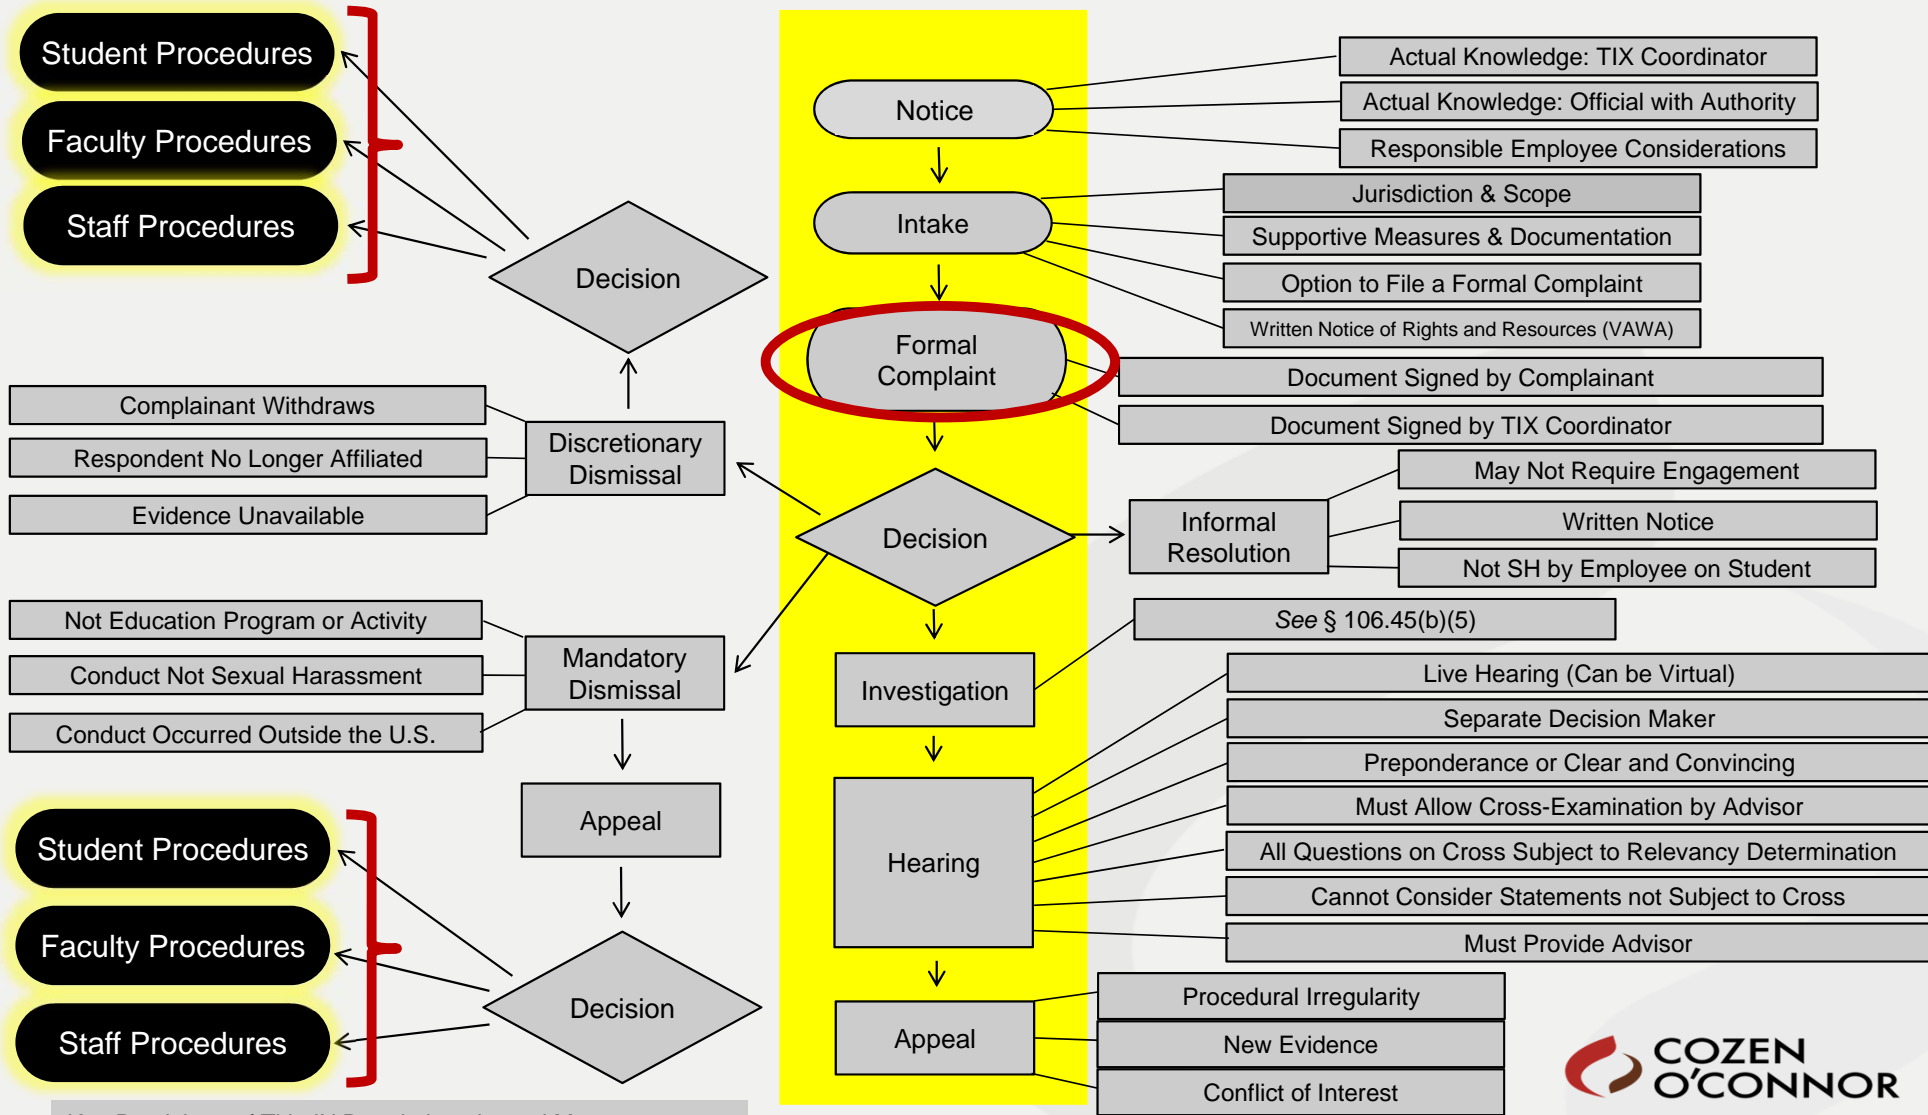 Student Procedures
Faculty Procedures
Staff Procedures
Decision
Complainant Withdraws
Respondent No Longer Affiliated
Evidence Unavailable
Discretionary
Dismissal
Not Education Program or Activity
Conduct Not Sexual Harassment
Conduct Occurred Outside the U.S.
Mandatory
Dismissal
Appeal
Student Procedures
Faculty Procedures
Staff Procedures
Decision
Notice
Intake
Formal
Complaint
Decision
Investigation
Hearing
Appeal
Actual Knowledge: TIX Coordinator
Actual Knowledge: Official with Authority
Responsible Employee Considerations
Jurisdiction & Scope
Supportive Measures & Documentation
Option to File a Formal Complaint
Written Notice of Rights and Resources (VAWA)
Document Signed by Complainant
Document Signed by TIX Coordinator
Informal
Resolution
May Not Require Engagement
Written Notice
Not SH by Employee on Student
See § 106.45(b)(5)
Live Hearing (Can be Virtual)
Separate Decision Maker
Preponderance or Clear and Convincing
Must Allow Cross-Examination by Advisor
All Questions on Cross Subject to Relevancy Determination
Cannot Consider Statements not Subject to Cross
Must Provide Advisor
Procedural Irregularity
New Evidence
Conflict of Interest
COZEN
O'CONNOR